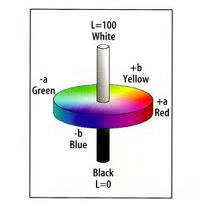 L=100
White
-a
Green
+b
Yellow
+a
Red
-b
Blue
Black
L=0